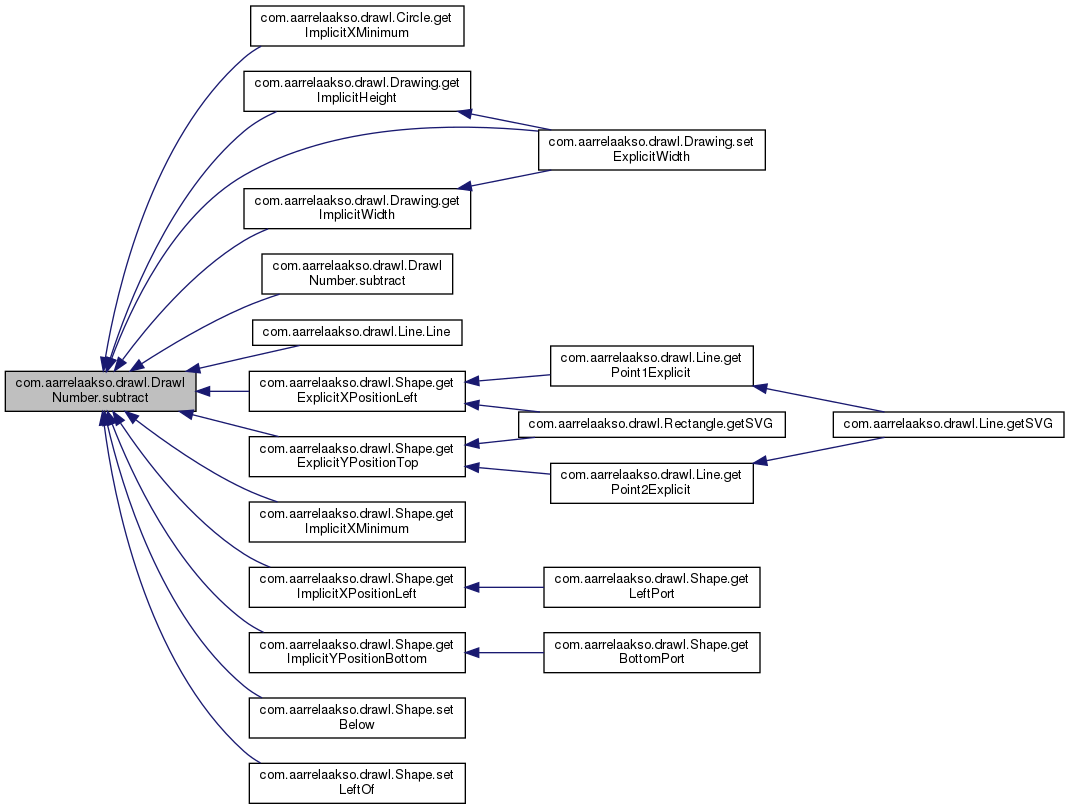 com.aarrelaakso.drawl.Circle.get
ImplicitXMinimum
com.aarrelaakso.drawl.Drawing.get
ImplicitHeight
com.aarrelaakso.drawl.Drawing.set
ExplicitWidth
com.aarrelaakso.drawl.Drawing.get
ImplicitWidth
com.aarrelaakso.drawl.Drawl
Number.subtract
com.aarrelaakso.drawl.Line.Line
com.aarrelaakso.drawl.Drawl
Number.subtract
com.aarrelaakso.drawl.Shape.get
ExplicitXPositionLeft
com.aarrelaakso.drawl.Line.get
Point1Explicit
com.aarrelaakso.drawl.Rectangle.getSVG
com.aarrelaakso.drawl.Line.getSVG
com.aarrelaakso.drawl.Shape.get
ExplicitYPositionTop
com.aarrelaakso.drawl.Line.get
Point2Explicit
com.aarrelaakso.drawl.Shape.get
ImplicitXMinimum
com.aarrelaakso.drawl.Shape.get
ImplicitXPositionLeft
com.aarrelaakso.drawl.Shape.get
LeftPort
com.aarrelaakso.drawl.Shape.get
ImplicitYPositionBottom
com.aarrelaakso.drawl.Shape.get
BottomPort
com.aarrelaakso.drawl.Shape.set
Below
com.aarrelaakso.drawl.Shape.set
LeftOf